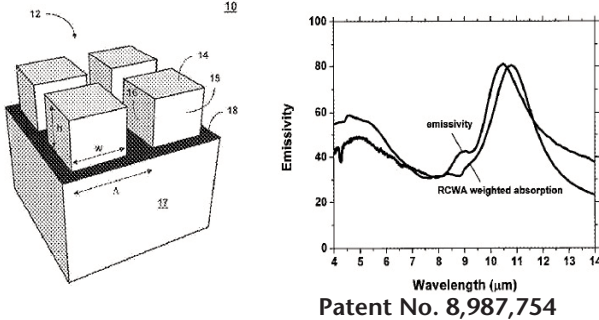 10
12
14
15
16
18
h
w
Λ
17
100
80
60
40
20
0
Emissivity
emissivity
RCWA weighted absorption
4 5 6 7 8 9 10 11 12 13 14
Wavelength (μm)
Patent No. 8,987,754